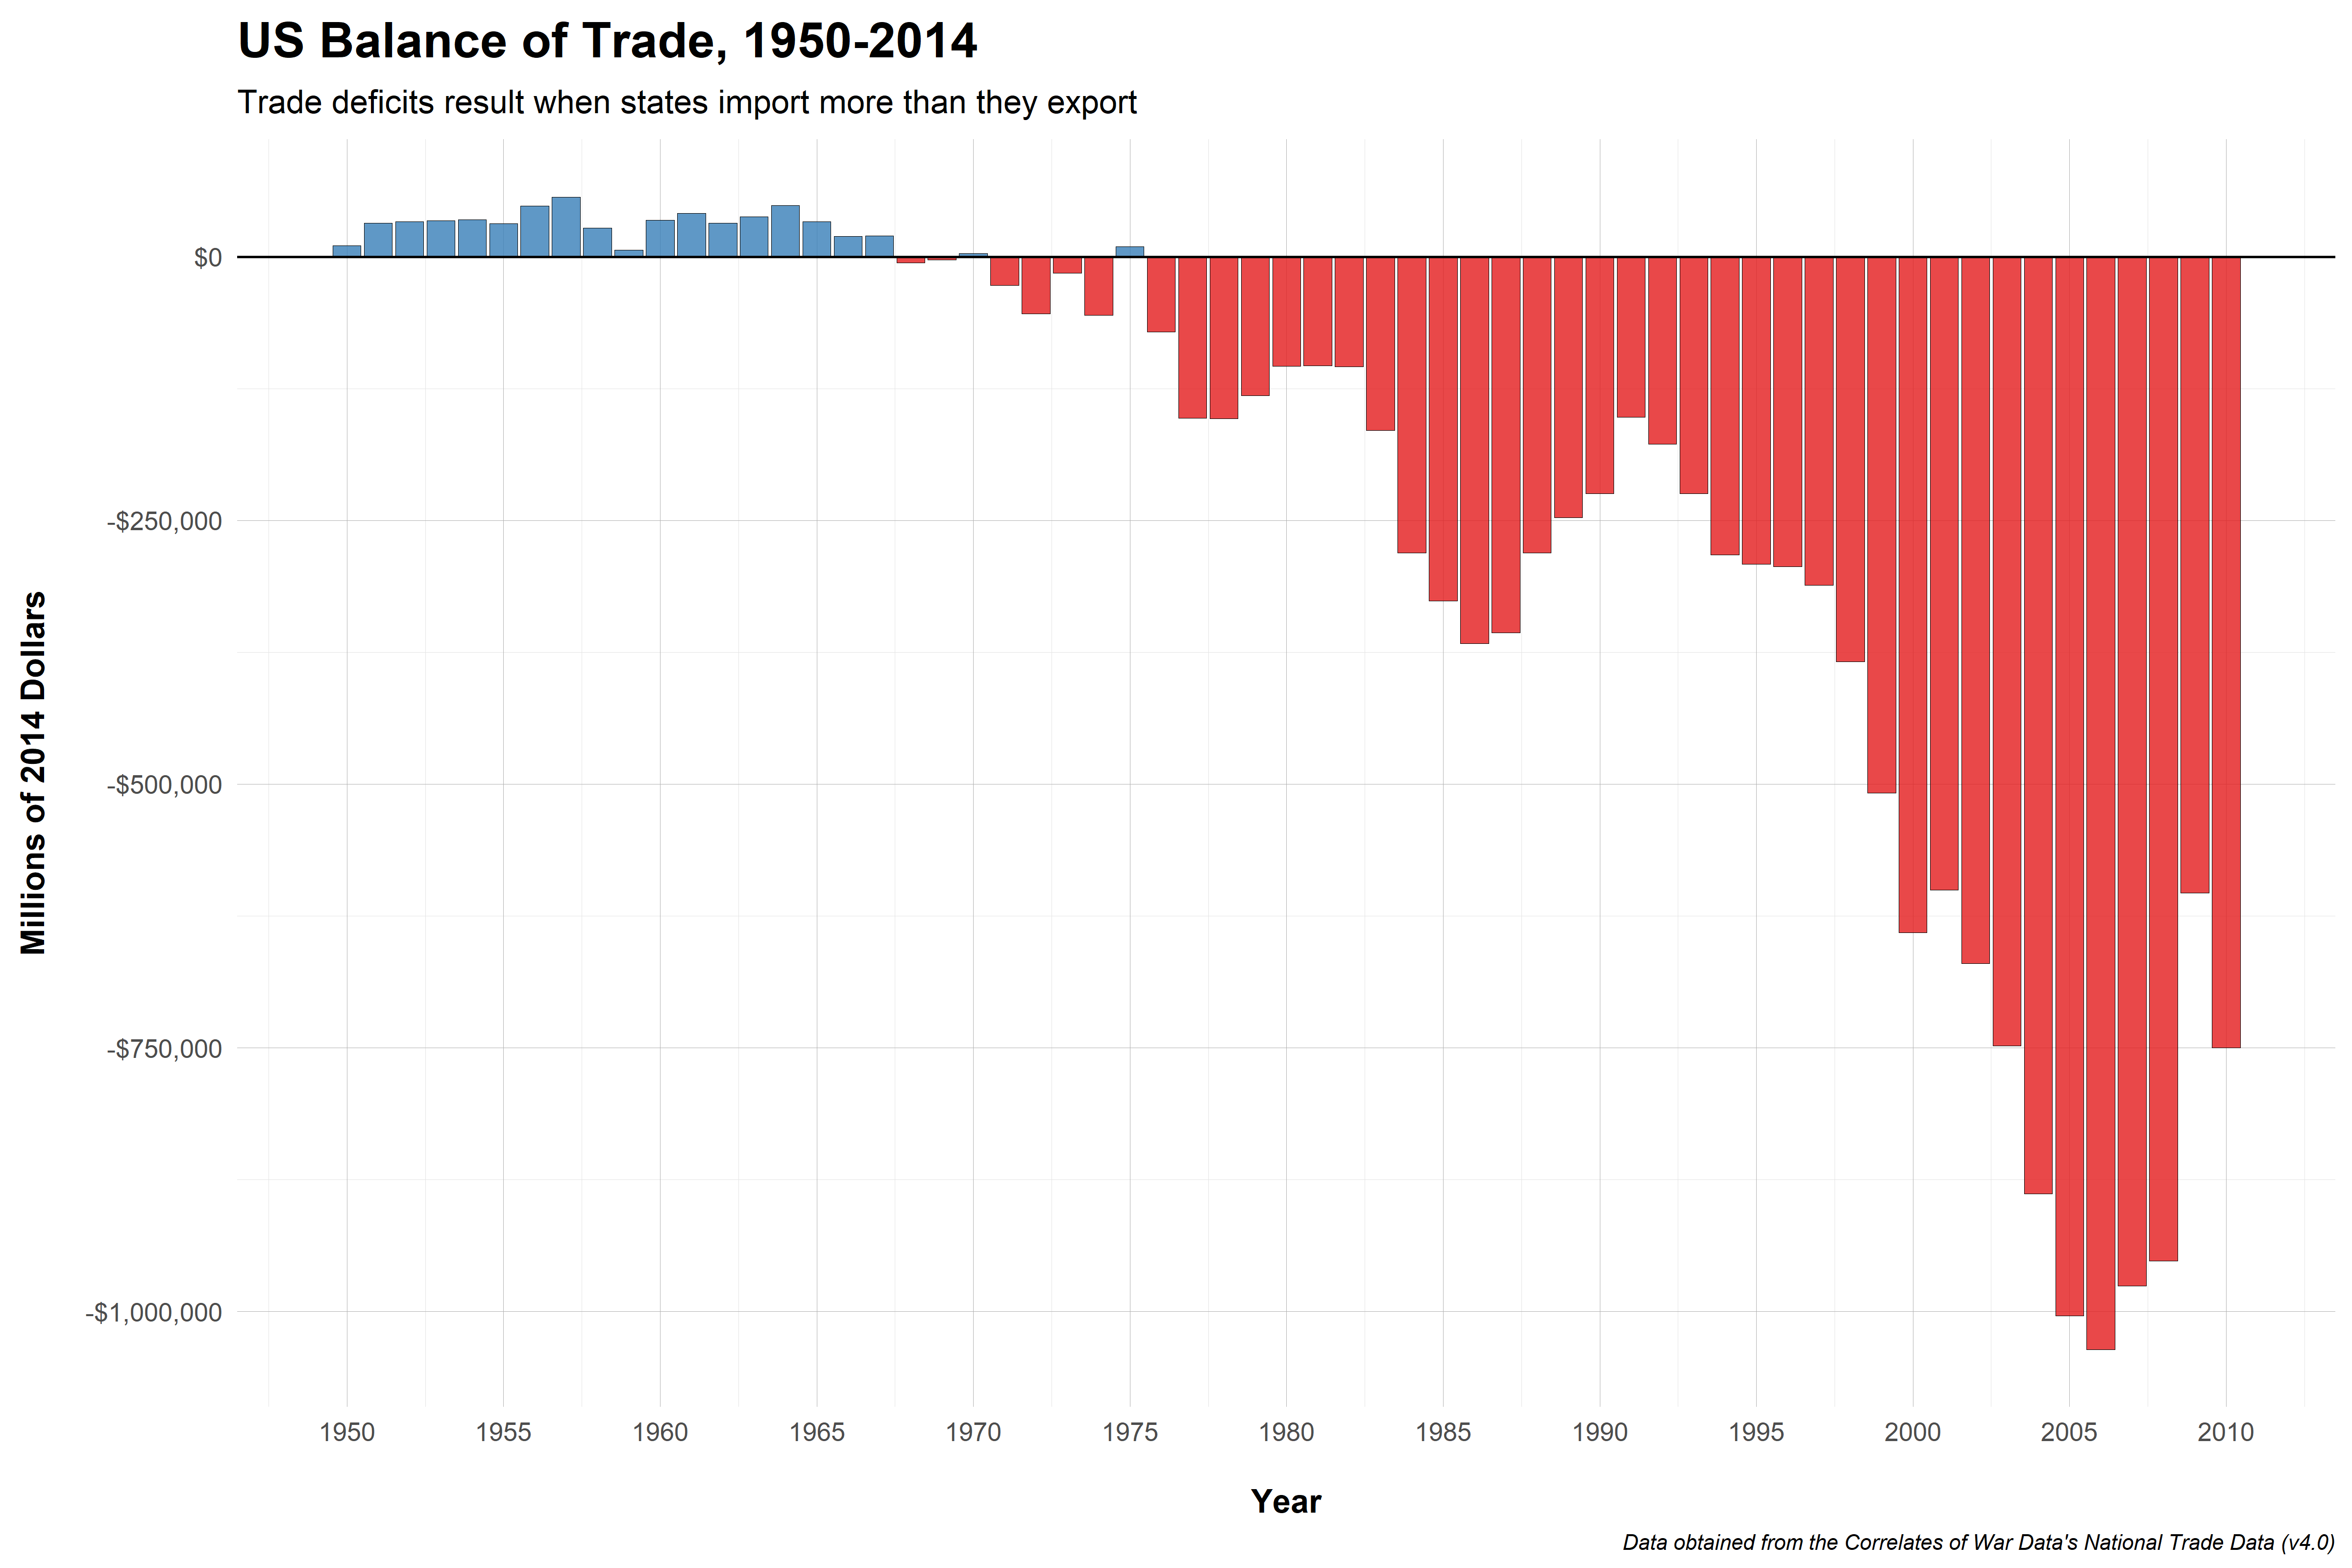 US Balance of Trade, 1950-2014
Trade deficits result when states import more than they export
Millions of 2014 Dollars
$0
-$250,000
-$500,000
-$750,000
-$1,000,000
1950 1955 1960 1965 1970 1975 1980 1985 1990 1995 2000 2005 2010
Year
Data obtained from the Correlates of War Data's National Trade Data (v4.0)